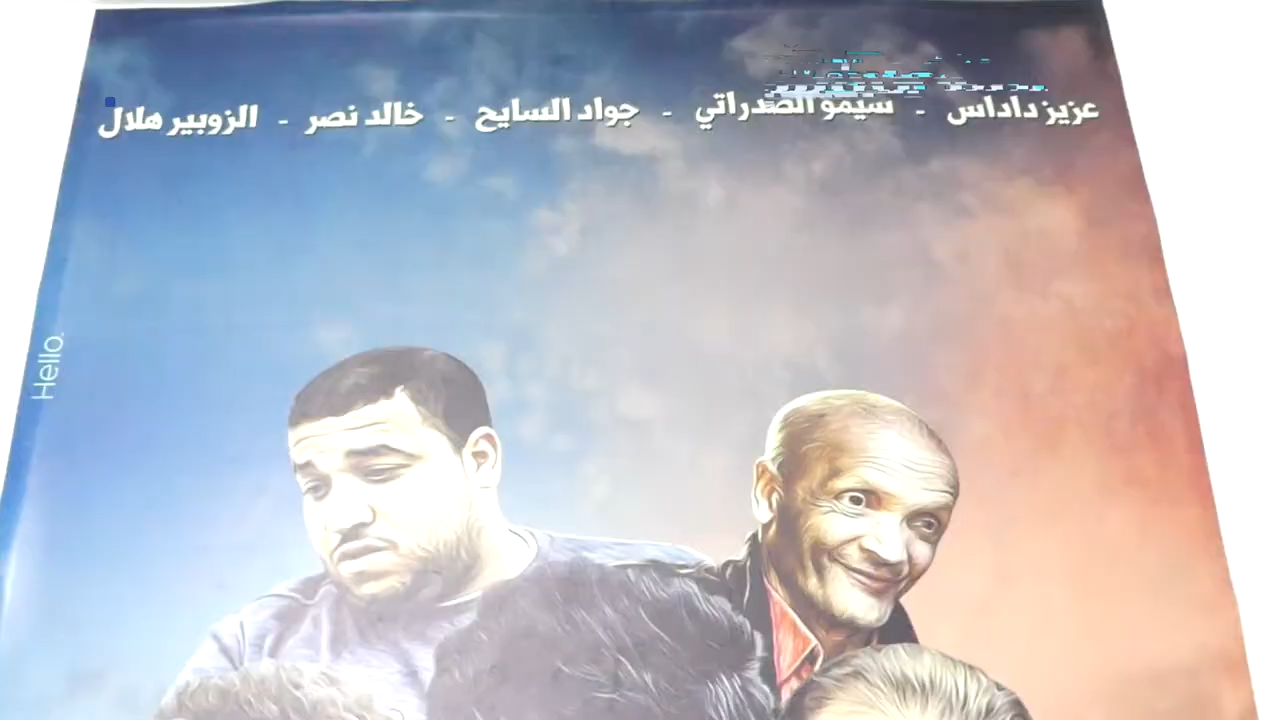 عزيز داداس - سيمو الصدراتي - جواد السايح - خالد نصر - الزوبير هلال
Hello.